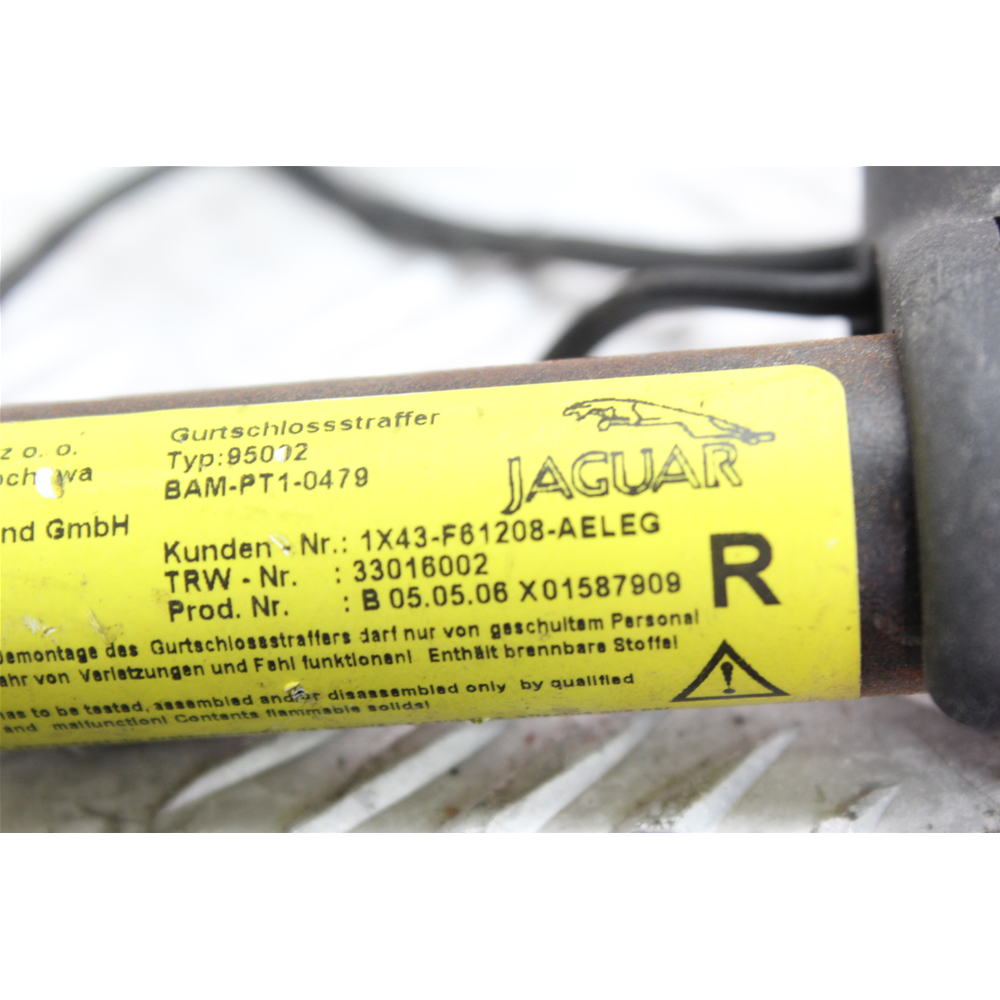 z o. o.
nd GmbH
Gurtschlossstraffer
Typ:95002
BAM-PT1-0479
JAGUAR
Kunden - Nr.: 1X43-F61208-AELEG
TRW - Nr. : 33016002
Prod. Nr. : B 05.05.06 X01587909
R
emontage des Gurtschlossstraffers darf nur von geschultem Personal
ahr von Verletzungen und Fehl funktionen! Enthält brennbare Stoffe!
has to be tested, assembled and/or disassembled only by qualified
and malfunction! Contents flammable solids!